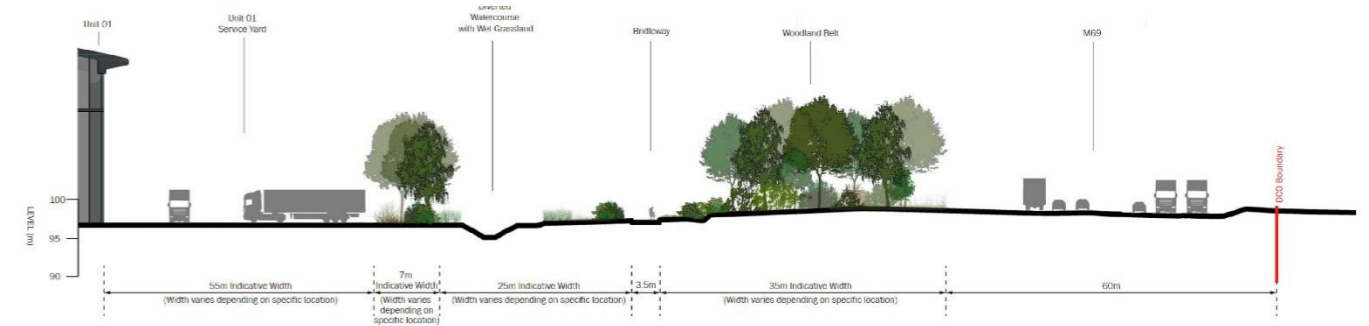 Unit 01
Unit 01
Service Yard
Diverted
Watercourse
with Wet Grassland
Bridleway
Woodland Belt
M69
DCO Boundary
LEVEL (m)
100
95
90
55m Indicative Width
(Width varies depending on specific location)
7m
Indicative Width
(Width varies
depending on
specific location)
25m Indicative Width
(Width varies depending on specific location)
3.5m
35m Indicative Width
(Width varies depending on specific location)
60m